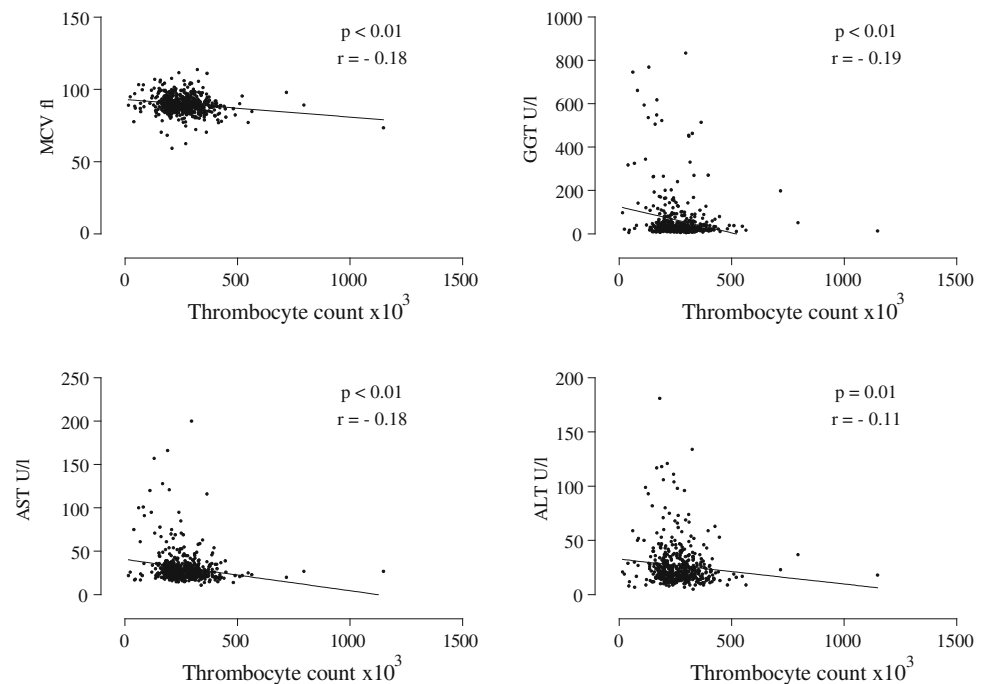 150
100
50
0
MCV fl
p < 0.01
r = - 0.18
0 500 1000 1500
Thrombocyte count x10³
1000
800
600
400
200
0
GGT U/l
p < 0.01
r = - 0.19
0 500 1000 1500
Thrombocyte count x10³
250
200
150
100
50
0
AST U/l
p < 0.01
r = - 0.18
0 500 1000 1500
Thrombocyte count x10³
200
150
100
50
0
ALT U/l
p = 0.01
r = - 0.11
0 500 1000 1500
Thrombocyte count x10³